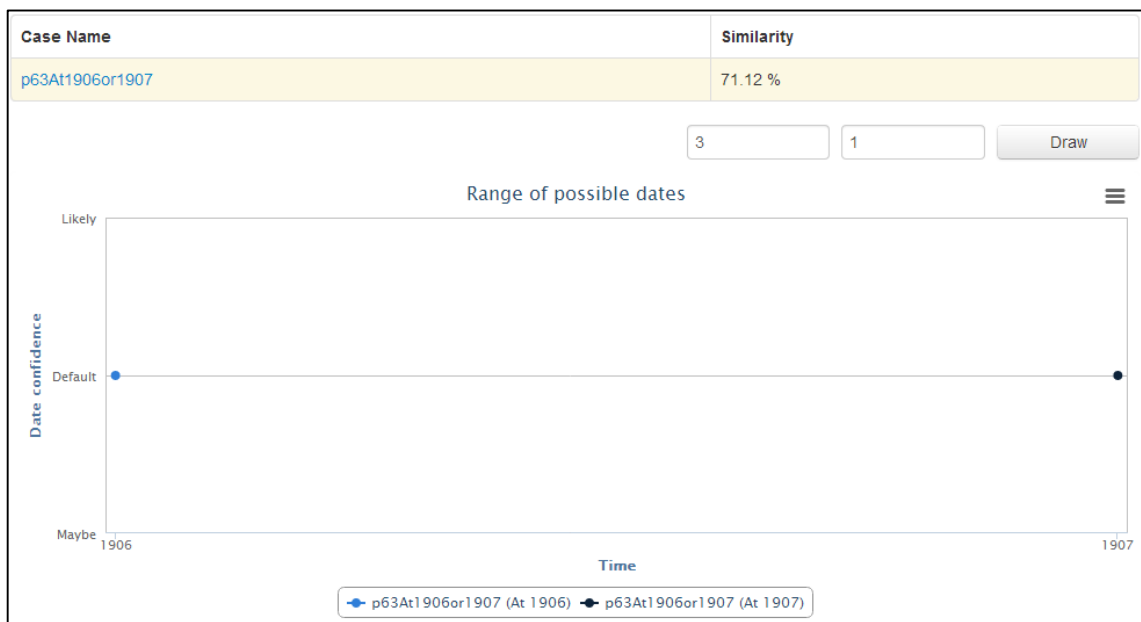 Case Name Similarity
p63At1906or1907 71.12 %
3 1 Draw
Range of possible dates
Likely
Date confidence
Default
Maybe
1906 1907
Time
p63At1906or1907 (At 1906) p63At1906or1907 (At 1907)